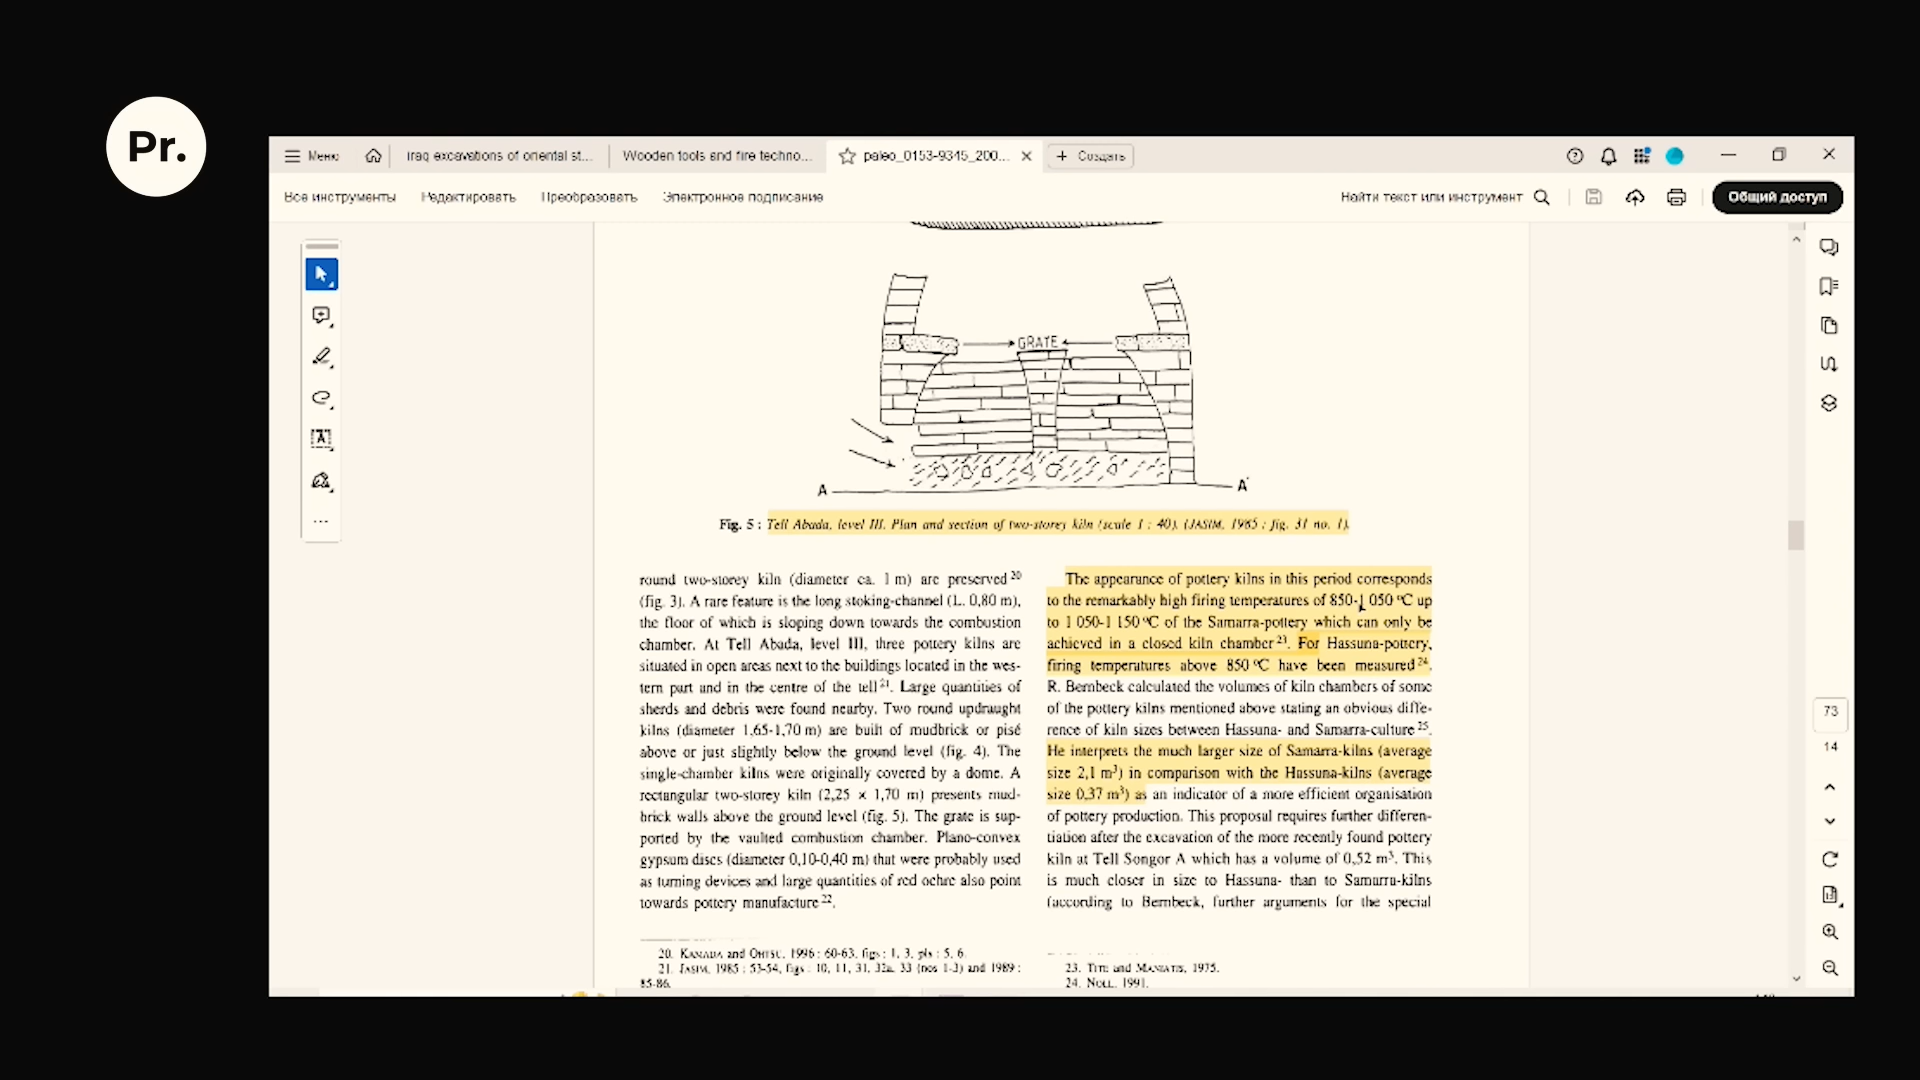 Pr.
Меню
iraq excavations of oriental st...
Wooden tools and fire techno...
paleo_0153-9345_200...
Создать
Все инструменты
Редактировать
Преобразовать
Электронное подписание
Найти текст или инструмент
Общий доступ
GRATE
A
A'
Fig. 5 : Tell Abada, level III. Plan and section of two-storey kiln (scale 1 : 40). (JASIM, 1985 : fig. 31 no. 1).
round two-storey kiln (diameter ca. 1 m) are preserved 20
(fig. 3). A rare feature is the long stoking-channel (L. 0,80 m),
the floor of which is sloping down towards the combustion
chamber. At Tell Abada, level III, three pottery kilns are
situated in open areas next to the buildings located in the wes-
tern part and in the centre of the tell 21. Large quantities of
sherds and debris were found nearby. Two round updraught
kilns (diameter 1,65-1,70 m) are built of mudbrick or pisé
above or just slightly below the ground level (fig. 4). The
single-chamber kilns were originally covered by a dome. A
rectangular two-storey kiln (2,25 × 1,70 m) presents mud-
brick walls above the ground level (fig. 5). The grate is sup-
ported by the vaulted combustion chamber. Plano-convex
gypsum discs (diameter 0,10-0,40 m) that were probably used
as turning devices and large quantities of red ochre also point
towards pottery manufacture 22.
20. KAMADA and OHTSU, 1996 : 60-63, figs : 1, 3, pls : 5, 6.
21. JASIM, 1985 : 53-54, figs : 10, 11, 31, 32a, 33 (nos 1-3) and 1989 :
85-86.
The appearance of pottery kilns in this period corresponds
to the remarkably high firing temperatures of 850-1 050 °C up
to 1 050-1 150 °C of the Samarra-pottery which can only be
achieved in a closed kiln chamber 23. For Hassuna-pottery,
firing temperatures above 850 °C have been measured 24.
R. Bernbeck calculated the volumes of kiln chambers of some
of the pottery kilns mentioned above stating an obvious diffe-
rence of kiln sizes between Hassuna- and Samarra-culture 25.
He interprets the much larger size of Samarra-kilns (average
size 2,1 m³) in comparison with the Hassuna-kilns (average
size 0,37 m³) as an indicator of a more efficient organisation
of pottery production. This proposal requires further differen-
tiation after the excavation of the more recently found pottery
kiln at Tell Songor A which has a volume of 0,52 m³. This
is much closer in size to Hassuna- than to Samarra-kilns
(according to Bernbeck, further arguments for the special
23. TITE and MANIATIS, 1975.
24. NOLL, 1991.
73
14